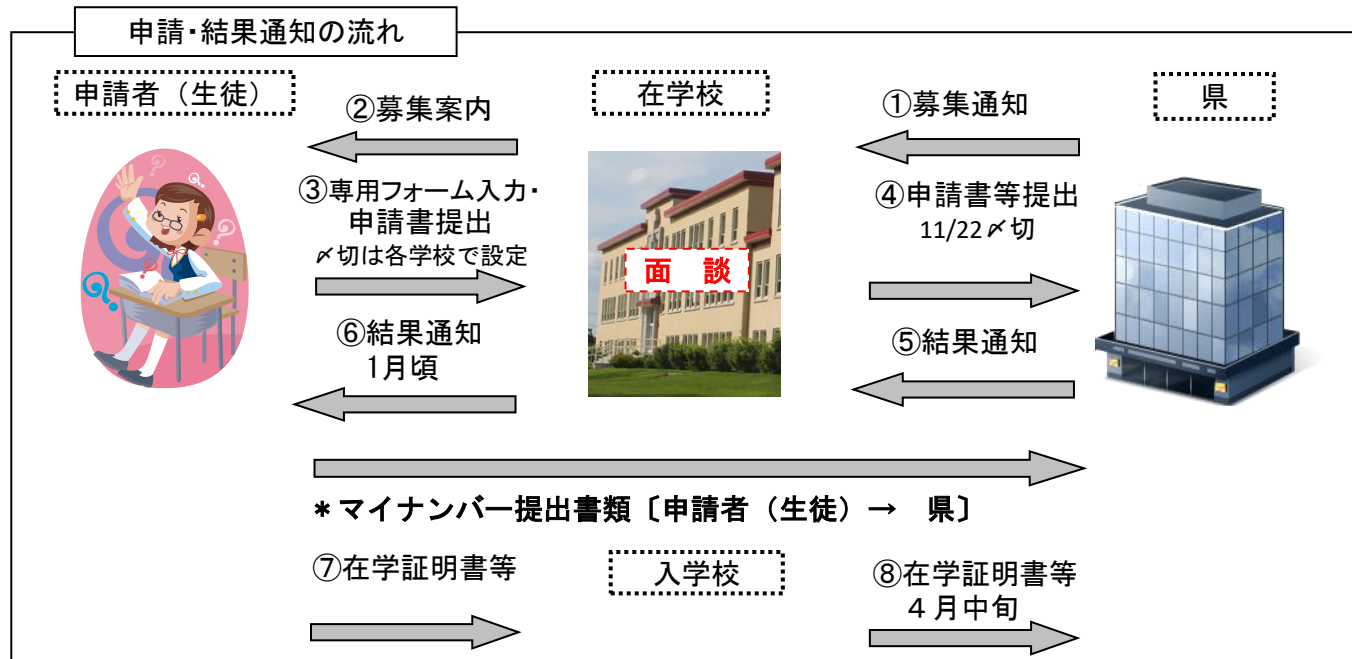 申請・結果通知の流れ
申請者（生徒）
在学校
県
②募集案内
①募集通知
③専用フォーム入力・
申請書提出
〆切は各学校で設定
④申請書等提出
11/22〆切
面　談
⑥結果通知
1月頃
⑤結果通知
＊マイナンバー提出書類〔申請者（生徒）→　県〕
⑦在学証明書等
入学校
⑧在学証明書等
４月中旬